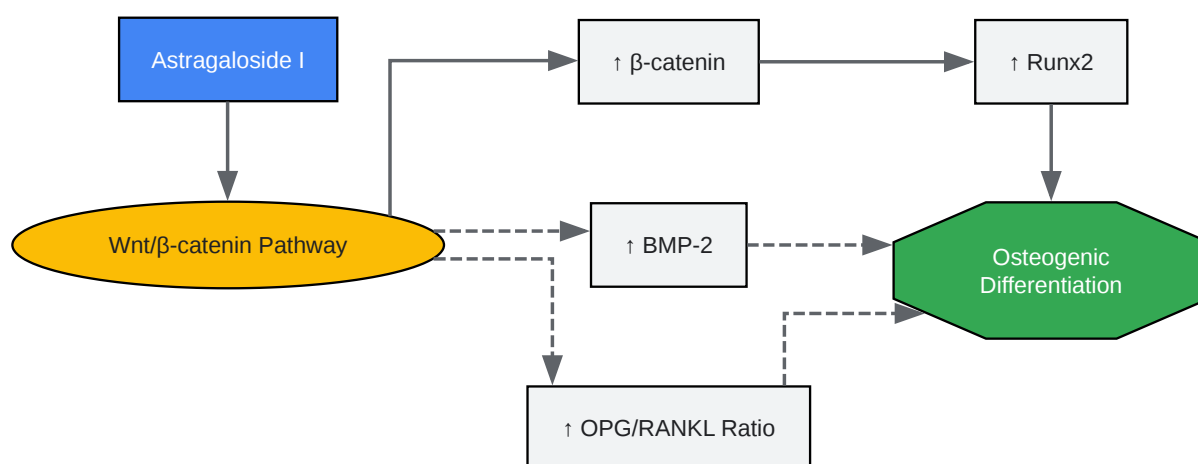 Astragaloside I
↑ β-catenin
↑ Runx2
Wnt/β-catenin Pathway
↑ BMP-2
Osteogenic
Differentiation
↑ OPG/RANKL Ratio